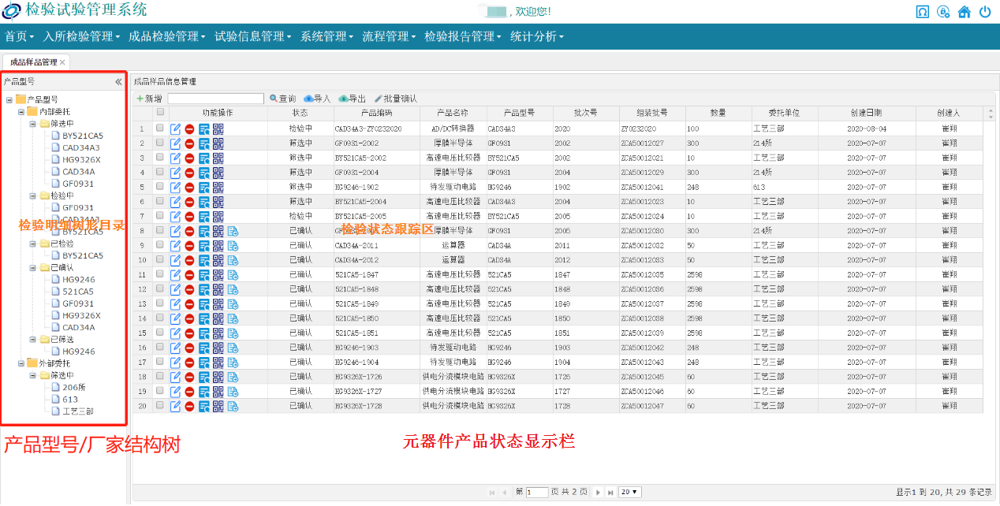 检验试验管理系统
, 欢迎您!
首页 入所检验管理 成品检验管理 试验信息管理 系统管理 流程管理 检验报告管理 统计分析
成品样品管理 ×
产品型号 «
产品型号
内部委托
筛选中
BY521CA5
CAD34A3
HG9326X
CAD34A
GF0931
检验中
GF0931
CAD34A3
BY521CA5
检验明细树形目录
已检验
BY521CA5
已确认
HG9246
521CA5
GF0931
HG9326X
CAD34A
已筛选
HG9246
外部委托
筛选中
206所
613
工艺三部
产品型号/厂家结构树
成品样品信息管理
新增 查询 导入 导出 批量确认
功能操作 状态 产品编码 产品名称 产品型号 批次号 组装批号 数量 委托单位 创建日期 创建人
1 检验中 CAD34A3-ZY0232020 AD/DC转换器 CAD34A3 2020 ZY0232020 100 工艺三部 2020-08-04 崔翔
2 筛选中 GF0931-2002 厚膜半导体 GF0931 2002 ZCA50012027 300 214所 2020-07-07 崔翔
3 筛选中 BY521CA5-2002 高速电压比较器 BY521CA5 2002 ZCA50012021 10 工艺三部 2020-07-07 崔翔
4 筛选中 GF0931-2004 厚膜半导体 GF0931 2004 ZCA50012029 300 214所 2020-07-07 崔翔
5 筛选中 HG9246-1902 待发驱动电路 HG9246 1902 ZCA50012041 248 613 2020-07-07 崔翔
6 筛选中 BY521CA5-2004 高速电压比较器 CAD34A3 2004 ZCA50012023 10 工艺三部 2020-07-07 崔翔
7 检验中 BY521CA5-2005 高速电压比较器 BY521CA5 2005 ZCA50012024 10 工艺三部 2020-07-07 崔翔
8 已确认 厚膜半导体 GF0931 2005 ZCA50012030 300 214所 2020-07-07 崔翔
检验状态跟踪区
9 已确认 CAD34A-2011 运算器 CAD34A 2011 ZCA50012032 50 工艺三部 2020-07-07 崔翔
10 已确认 CAD34A-2012 运算器 CAD34A 2012 ZCA50012033 50 工艺三部 2020-07-07 崔翔
11 已确认 521CA5-1847 高速电压比较器 521CA5 1847 ZCA50012035 2598 工艺三部 2020-07-07 崔翔
12 已确认 521CA5-1848 高速电压比较器 521CA5 1848 ZCA50012036 2598 工艺三部 2020-07-07 崔翔
13 已确认 521CA5-1849 高速电压比较器 521CA5 1849 ZCA50012037 2598 工艺三部 2020-07-07 崔翔
14 已确认 521CA5-1850 高速电压比较器 521CA5 1850 ZCA50012038 2598 工艺三部 2020-07-07 崔翔
15 已确认 521CA5-1851 高速电压比较器 521CA5 1851 ZCA50012039 2598 工艺三部 2020-07-07 崔翔
16 已确认 HG9246-1903 待发驱动电路 HG9246 1903 ZCA50012042 248 工艺三部 2020-07-07 崔翔
17 已确认 HG9246-1904 待发驱动电路 HG9246 1904 ZCA50012043 248 工艺三部 2020-07-07 崔翔
18 已确认 HG9326X-1726 供电分流模块电路 HG9326X 1726 ZCA50012045 60 工艺三部 2020-07-07 崔翔
19 已确认 HG9326X-1727 供电分流模块电路 HG9326X 1727 ZCA50012046 60 工艺三部 2020-07-07 崔翔
20 已确认 HG9326X-1728 供电分流模块电路 HG9326X 1728 ZCA50012047 60 工艺三部 2020-07-07 崔翔
元器件产品状态显示栏
第 1 页 共 2 页 20
显示1 到 20, 共 29 条记录